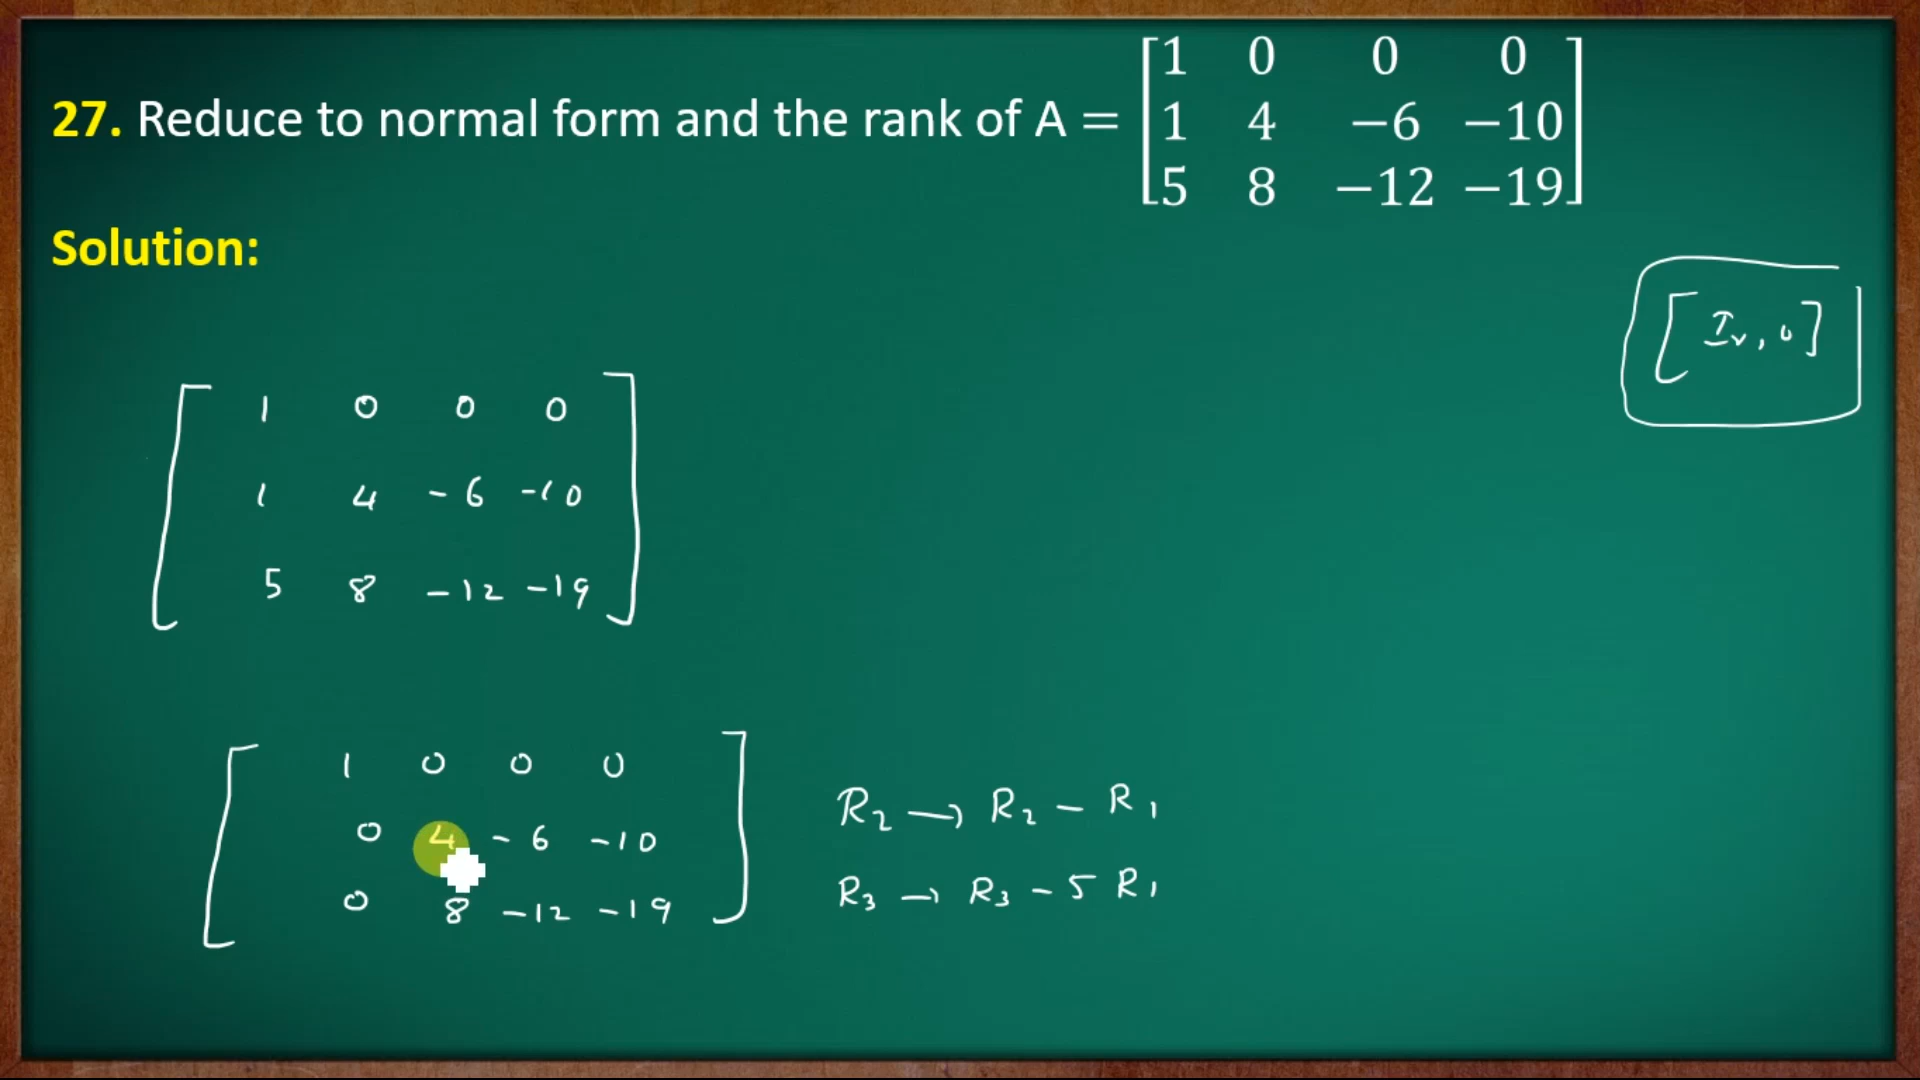 27. Reduce to normal form and the rank of A = [1 0 0 0
1 4 −6 −10
5 8 −12 −19]
Solution:
[Ir, 0]
[1 0 0 0
1 4 -6 -10
5 8 -12 -19]
[1 0 0 0
0 4 -6 -10
0 8 -12 -19]
R2 → R2 - R1
R3 → R3 - 5 R1